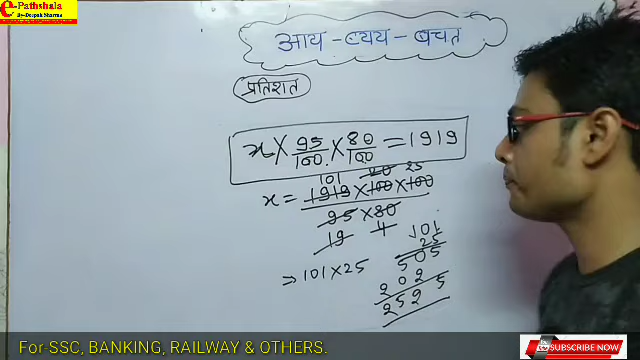 e-Pathshala
By-Deepak Sharma
आय - व्यय - बचत
प्रतिशत
x × 95/100 × 80/100 = 1919
101 20 25
x = 1919 × 100 × 100
95 × 80
19 4
⇒ 101 × 25
101
25
505
202
2525
For-SSC, BANKING, RAILWAY & OTHERS.
SUBSCRIBE NOW